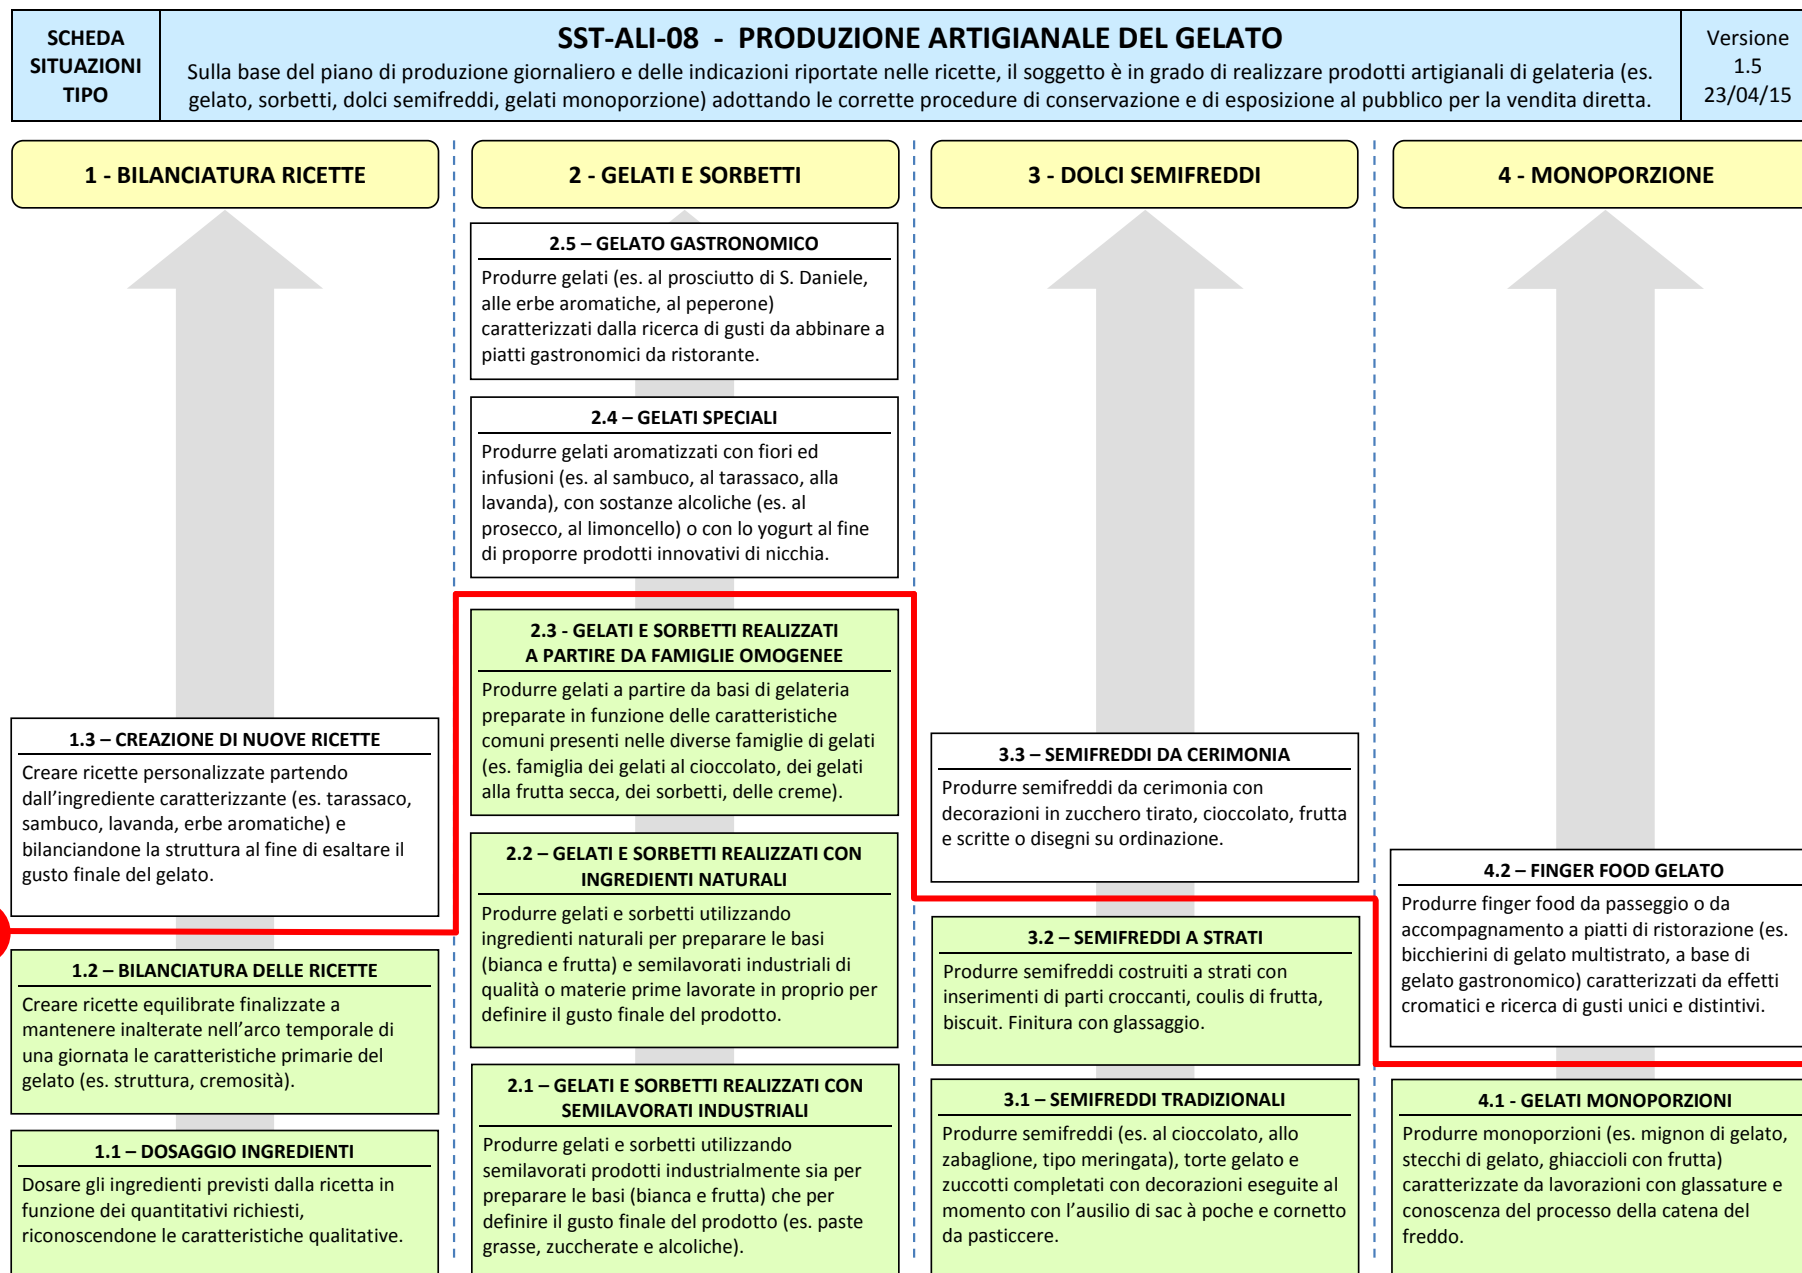 SCHEDA
SITUAZIONI
TIPO
SST-ALI-08 - PRODUZIONE ARTIGIANALE DEL GELATO
Sulla base del piano di produzione giornaliero e delle indicazioni riportate nelle ricette, il soggetto è in grado di realizzare prodotti artigianali di gelateria (es.
gelato, sorbetti, dolci semifreddi, gelati monoporzione) adottando le corrette procedure di conservazione e di esposizione al pubblico per la vendita diretta.
Versione
1.5
23/04/15
1 - BILANCIATURA RICETTE
1.3 – CREAZIONE DI NUOVE RICETTE
Creare ricette personalizzate partendo
dall'ingrediente caratterizzante (es. tarassaco,
sambuco, lavanda, erbe aromatiche) e
bilanciandone la struttura al fine di esaltare il
gusto finale del gelato.
1.2 – BILANCIATURA DELLE RICETTE
Creare ricette equilibrate finalizzate a
mantenere inalterate nell'arco temporale di
una giornata le caratteristiche primarie del
gelato (es. struttura, cremosità).
1.1 – DOSAGGIO INGREDIENTI
Dosare gli ingredienti previsti dalla ricetta in
funzione dei quantitativi richiesti,
riconoscendone le caratteristiche qualitative.
2 - GELATI E SORBETTI
2.5 – GELATO GASTRONOMICO
Produrre gelati (es. al prosciutto di S. Daniele,
alle erbe aromatiche, al peperone)
caratterizzati dalla ricerca di gusti da abbinare a
piatti gastronomici da ristorante.
2.4 – GELATI SPECIALI
Produrre gelati aromatizzati con fiori ed
infusioni (es. al sambuco, al tarassaco, alla
lavanda), con sostanze alcoliche (es. al
prosecco, al limoncello) o con lo yogurt al fine
di proporre prodotti innovativi di nicchia.
2.3 - GELATI E SORBETTI REALIZZATI
A PARTIRE DA FAMIGLIE OMOGENEE
Produrre gelati a partire da basi di gelateria
preparate in funzione delle caratteristiche
comuni presenti nelle diverse famiglie di gelati
(es. famiglia dei gelati al cioccolato, dei gelati
alla frutta secca, dei sorbetti, delle creme).
2.2 – GELATI E SORBETTI REALIZZATI CON
INGREDIENTI NATURALI
Produrre gelati e sorbetti utilizzando
ingredienti naturali per preparare le basi
(bianca e frutta) e semilavorati industriali di
qualità o materie prime lavorate in proprio per
definire il gusto finale del prodotto.
2.1 – GELATI E SORBETTI REALIZZATI CON
SEMILAVORATI INDUSTRIALI
Produrre gelati e sorbetti utilizzando
semilavorati prodotti industrialmente sia per
preparare le basi (bianca e frutta) che per
definire il gusto finale del prodotto (es. paste
grasse, zuccherate e alcoliche).
3 - DOLCI SEMIFREDDI
3.3 – SEMIFREDDI DA CERIMONIA
Produrre semifreddi da cerimonia con
decorazioni in zucchero tirato, cioccolato, frutta
e scritte o disegni su ordinazione.
3.2 – SEMIFREDDI A STRATI
Produrre semifreddi costruiti a strati con
inserimenti di parti croccanti, coulis di frutta,
biscuit. Finitura con glassaggio.
3.1 – SEMIFREDDI TRADIZIONALI
Produrre semifreddi (es. al cioccolato, allo
zabaglione, tipo meringata), torte gelato e
zuccotti completati con decorazioni eseguite al
momento con l'ausilio di sac à poche e cornetto
da pasticcere.
4 - MONOPORZIONE
4.2 – FINGER FOOD GELATO
Produrre finger food da passeggio o da
accompagnamento a piatti di ristorazione (es.
bicchierini di gelato multistrato, a base di
gelato gastronomico) caratterizzati da effetti
cromatici e ricerca di gusti unici e distintivi.
4.1 - GELATI MONOPORZIONI
Produrre monoporzioni (es. mignon di gelato,
stecchi di gelato, ghiaccioli con frutta)
caratterizzate da lavorazioni con glassature e
conoscenza del processo della catena del
freddo.